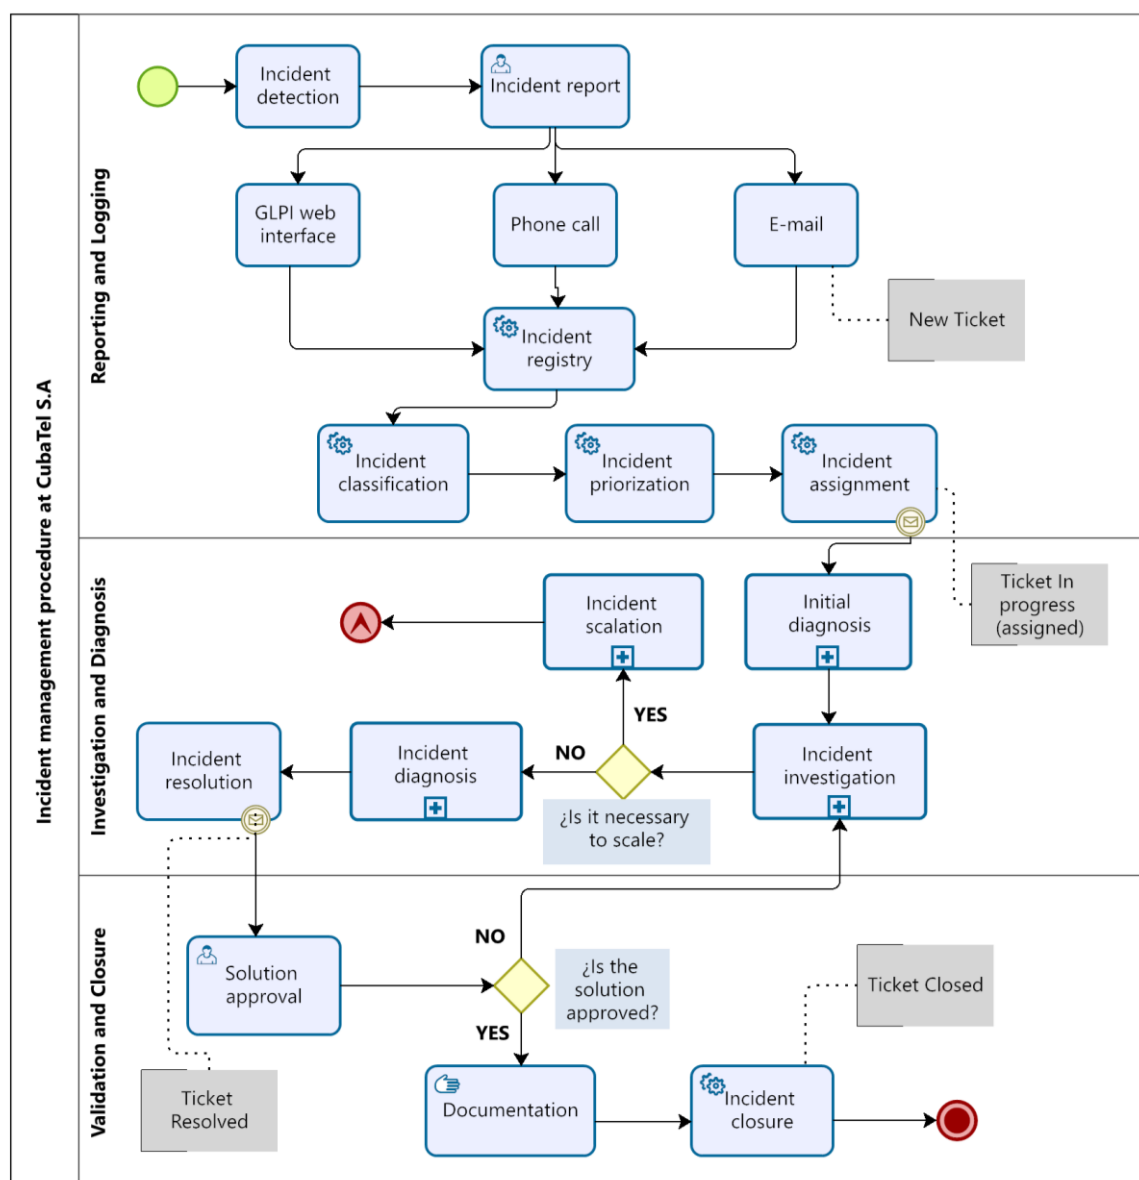 Incident management procedure at CubaTel S.A
Reporting and Logging
Incident
detection
Incident report
GLPI web
interface
Phone call
E-mail
New Ticket
Incident
registry
Incident
classification
Incident
priorization
Incident
assignment
Investigation and Diagnosis
Incident
scalation
Initial
diagnosis
Ticket In
progress
(assigned)
YES
Incident
resolution
Incident
diagnosis
NO
Incident
investigation
¿Is it necessary
to scale?
Validation and Closure
NO
Solution
approval
¿Is the
solution
approved?
Ticket Closed
YES
Ticket
Resolved
Documentation
Incident
closure